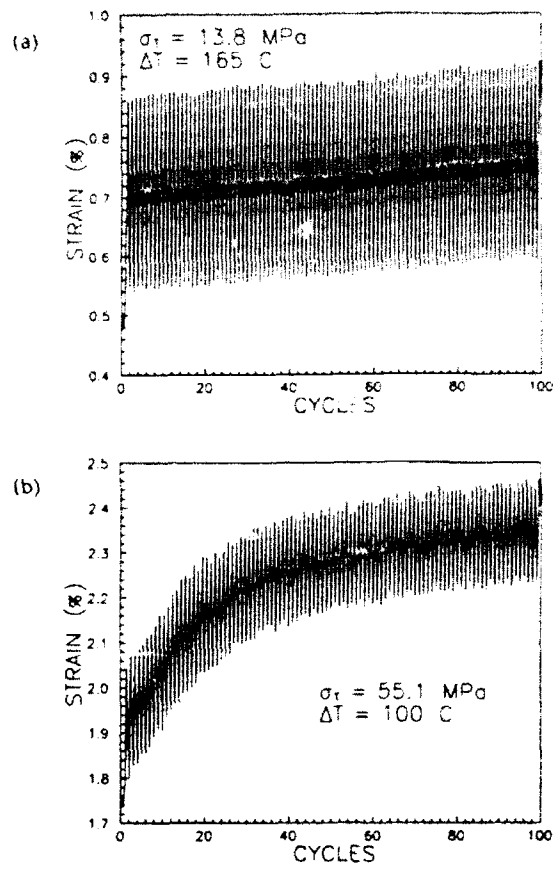 (a)
σ₁ = 13.8 MPa
ΔT = 165 C
STRAIN (%)
1.0
0.9
0.8
0.7
0.6
0.5
0.4
0 20 40 60 80 100
CYCLES
(b)
STRAIN (%)
2.5
2.4
2.3
2.2
2.1
2.0
1.9
1.8
1.7
σ₁ = 55.1 MPa
ΔT = 100 C
0 20 40 60 80 100
CYCLES